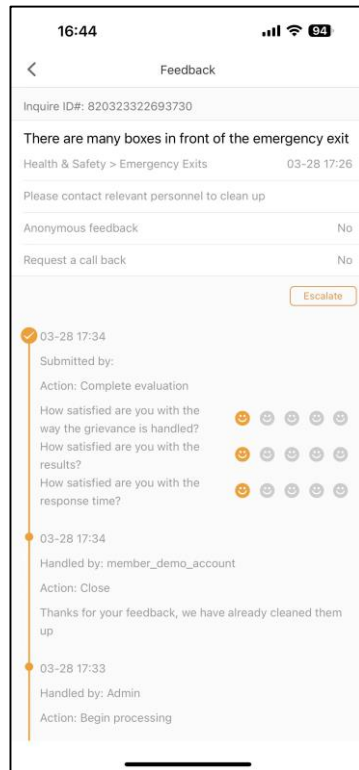 16:44
94
Feedback
Inquire ID#: 820323322693730
There are many boxes in front of the emergency exit
Health & Safety > Emergency Exits 03-28 17:26
Please contact relevant personnel to clean up
Anonymous feedback No
Request a call back No
Escalate
03-28 17:34
Submitted by:
Action: Complete evaluation
How satisfied are you with the
way the grievance is handled?
How satisfied are you with the
results?
How satisfied are you with the
response time?
03-28 17:34
Handled by: member_demo_account
Action: Close
Thanks for your feedback, we have already cleaned them
up
03-28 17:33
Handled by: Admin
Action: Begin processing